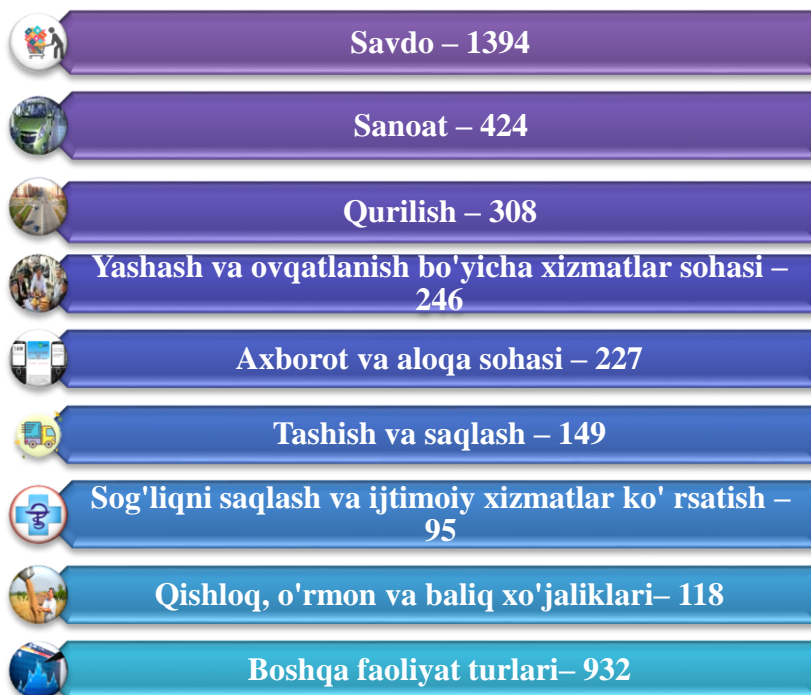 Savdo – 1394
Sanoat – 424
Qurilish – 308
Yashash va ovqatlanish bo'yicha xizmatlar sohasi –
246
Axborot va aloqa sohasi – 227
Tashish va saqlash – 149
Sog'liqni saqlash va ijtimoiy xizmatlar ko' rsatish –
95
Qishloq, o'rmon va baliq xo'jaliklari– 118
Boshqa faoliyat turlari– 932